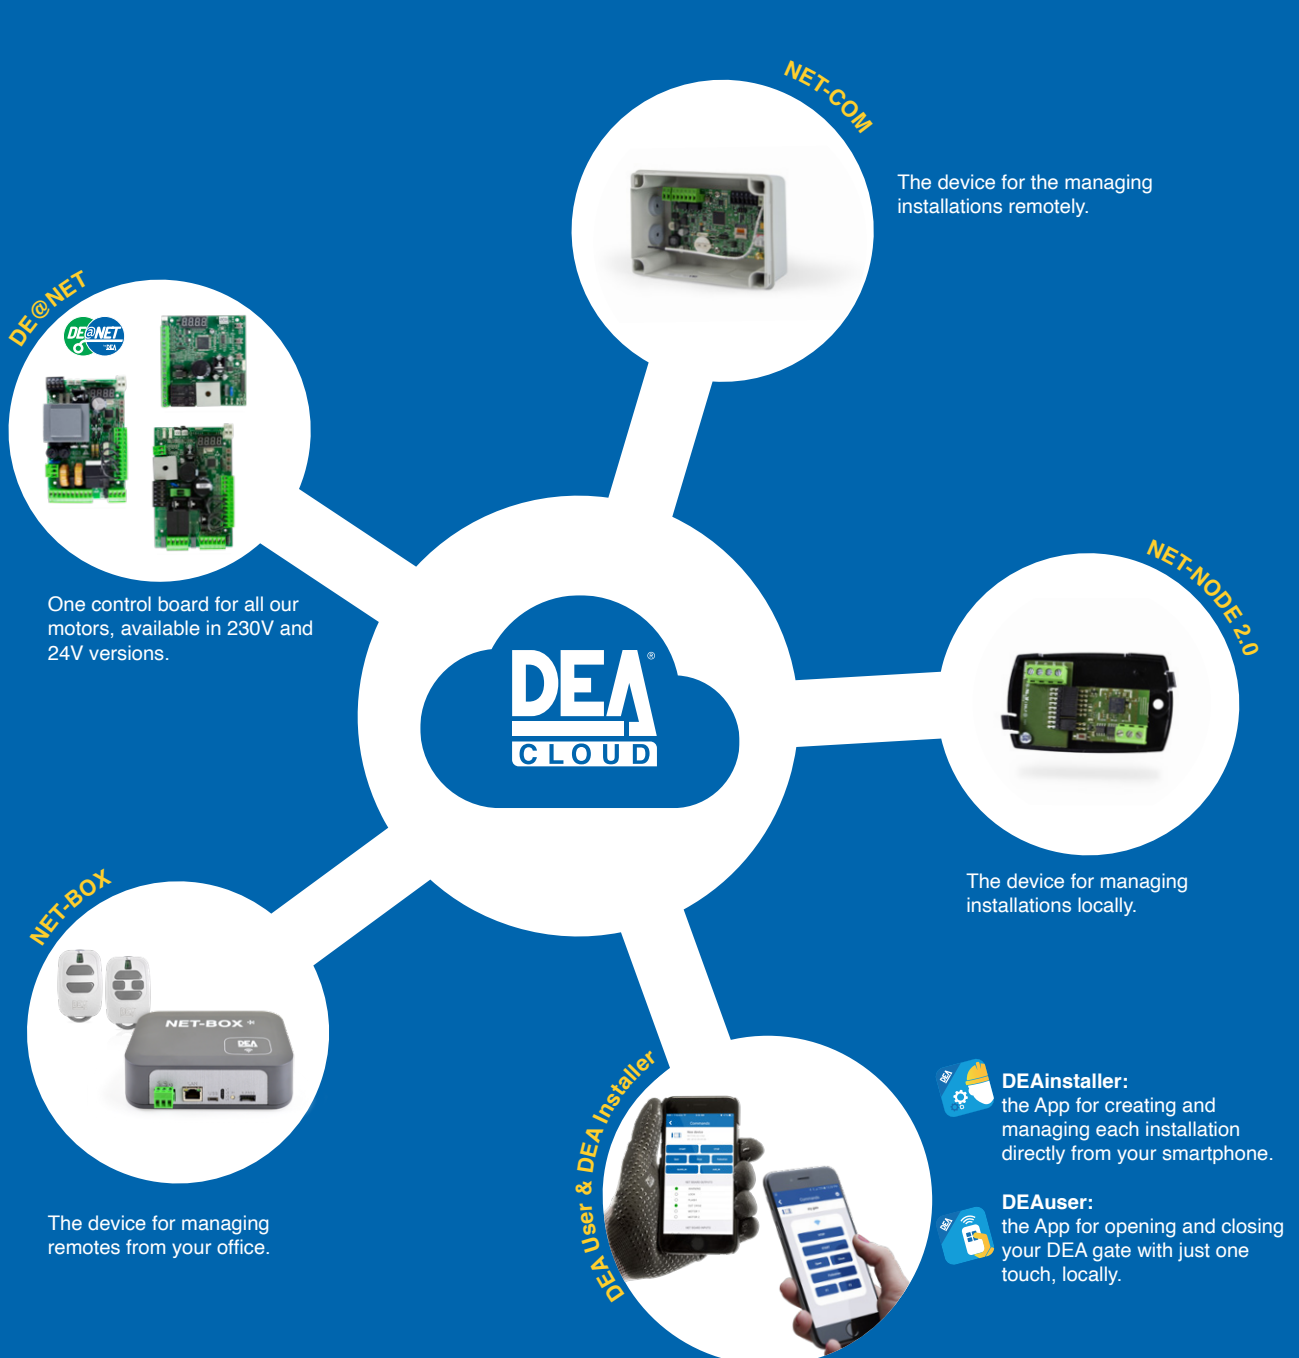 NET-COM
The device for the managing
installations remotely.
DE@NET
DE@NET
DEA
One control board for all our
motors, available in 230V and
24V versions.
DEA®
CLOUD
NET-NODE 2.0
The device for managing
installations locally.
NET-BOX
NET-BOX
DEA
The device for managing
remotes from your office.
DEA User & DEA Installer
Commands
DEA
DEAinstaller:
the App for creating and
managing each installation
directly from your smartphone.
DEA
DEAuser:
the App for opening and closing
your DEA gate with just one
touch, locally.